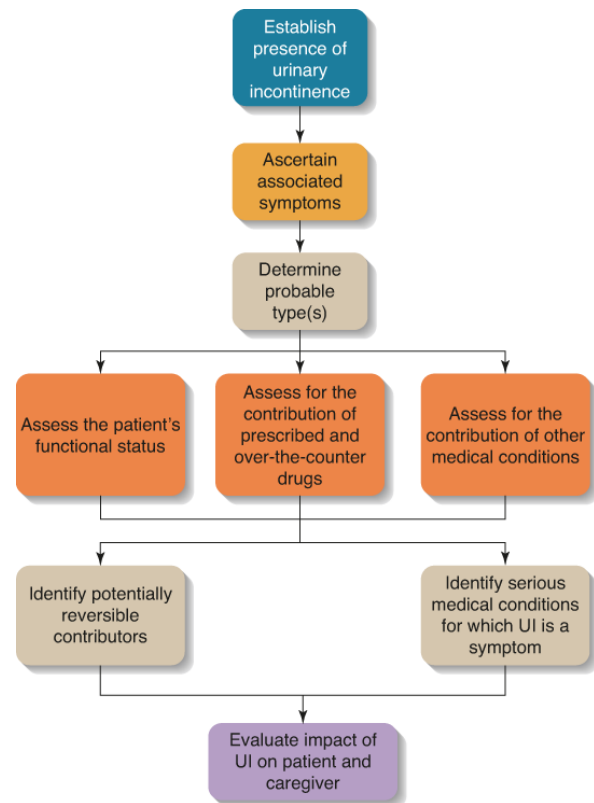 Establish
presence of
urinary
incontinence
Ascertain
associated
symptoms
Determine
probable
type(s)
Assess the patient’s
functional status
Assess for the
contribution of
prescribed and
over-the-counter
drugs
Assess for the
contribution of other
medical conditions
Identify potentially
reversible
contributors
Identify serious
medical conditions
for which UI is a
symptom
Evaluate impact of
UI on patient and
caregiver